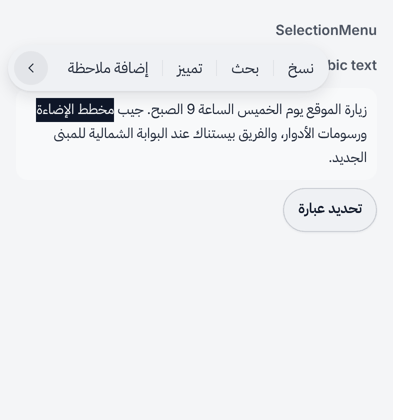 SelectionMenu
bic text
نسخ بحث تمييز إضافة ملاحظة
زيارة الموقع يوم الخميس الساعة 9 الصبح. جيب مخطط الإضاءة
ورسومات الأدوار، والفريق بيستناك عند البوابة الشمالية للمبنى
الجديد.
تحديد عبارة